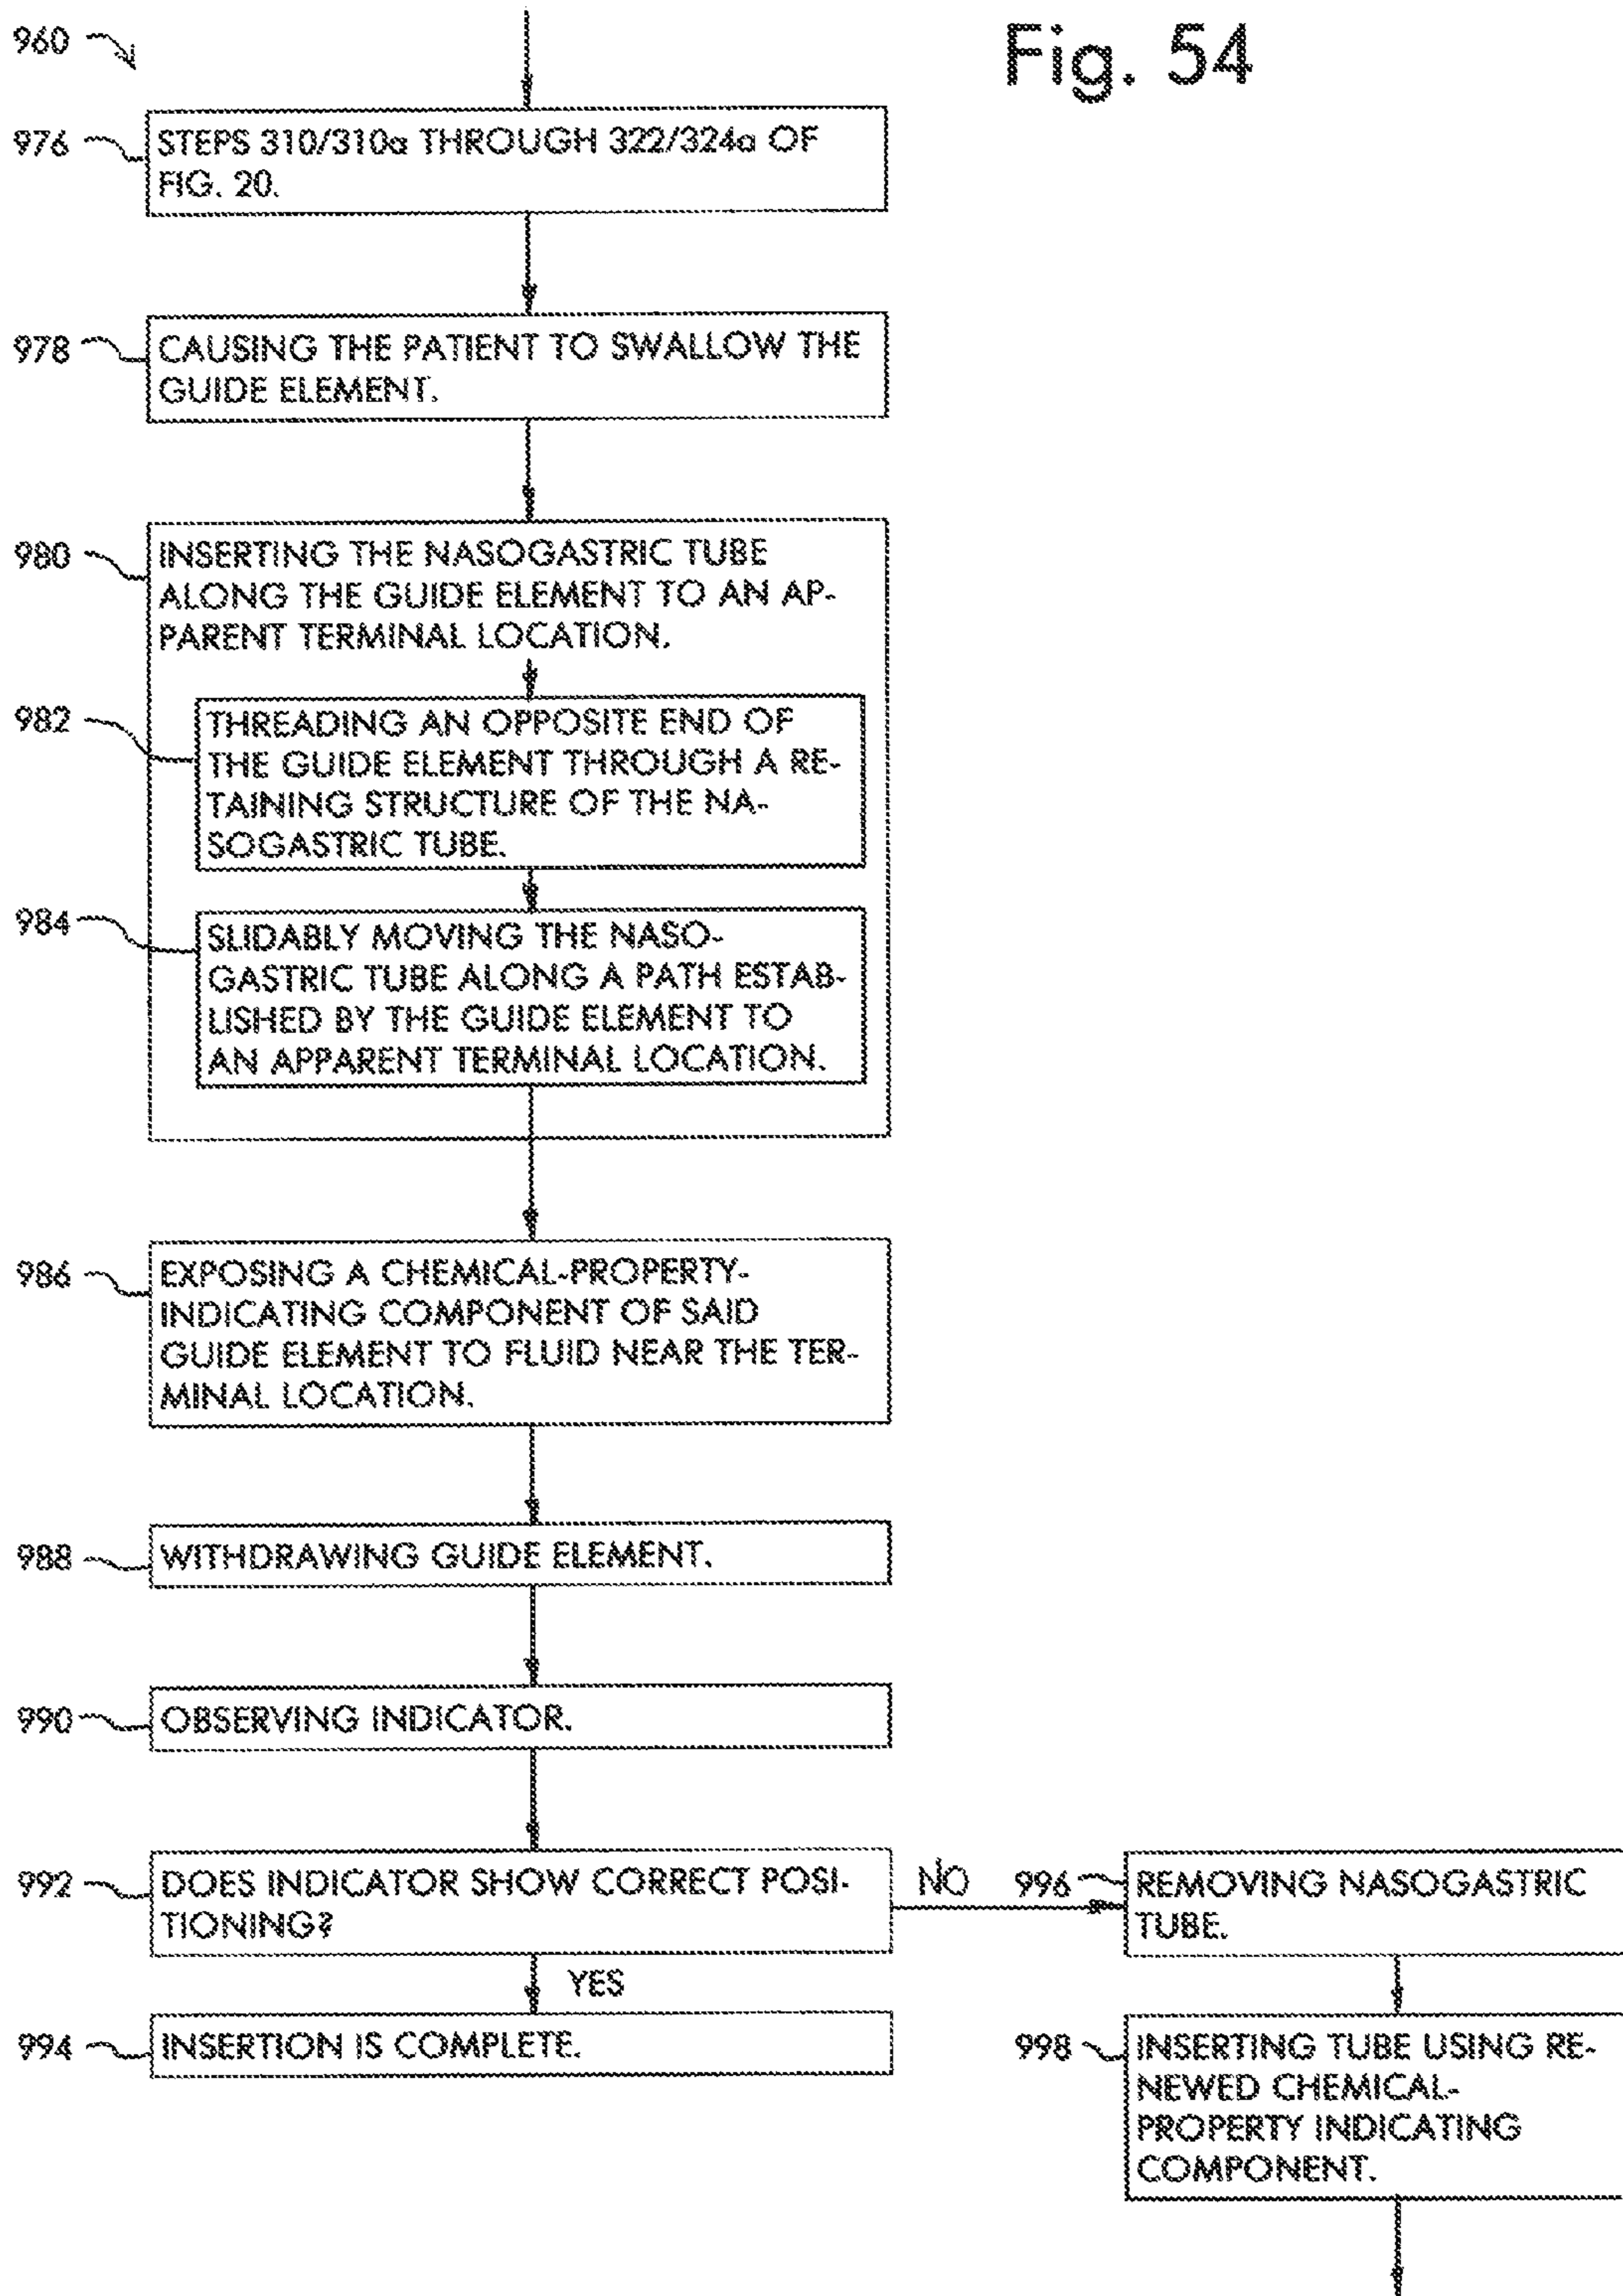 960
Fig. 54
976
STEPS 310/310a THROUGH 322/324a OF
FIG. 20.
978
CAUSING THE PATIENT TO SWALLOW THE
GUIDE ELEMENT.
980
INSERTING THE NASOGASTRIC TUBE
ALONG THE GUIDE ELEMENT TO AN AP-
PARENT TERMINAL LOCATION.
982
THREADING AN OPPOSITE END OF
THE GUIDE ELEMENT THROUGH A RE-
TAINING STRUCTURE OF THE NA-
SOGASTRIC TUBE.
984
SLIDABLY MOVING THE NASO-
GASTRIC TUBE ALONG A PATH ESTAB-
LISHED BY THE GUIDE ELEMENT TO
AN APPARENT TERMINAL LOCATION.
986
EXPOSING A CHEMICAL-PROPERTY-
INDICATING COMPONENT OF SAID
GUIDE ELEMENT TO FLUID NEAR THE TER-
MINAL LOCATION.
988
WITHDRAWING GUIDE ELEMENT.
990
OBSERVING INDICATOR.
992
DOES INDICATOR SHOW CORRECT POSI-
TIONING?
NO
996
REMOVING NASOGASTRIC
TUBE.
YES
994
INSERTION IS COMPLETE.
998
INSERTING TUBE USING RE-
NEWED CHEMICAL-
PROPERTY INDICATING
COMPONENT.